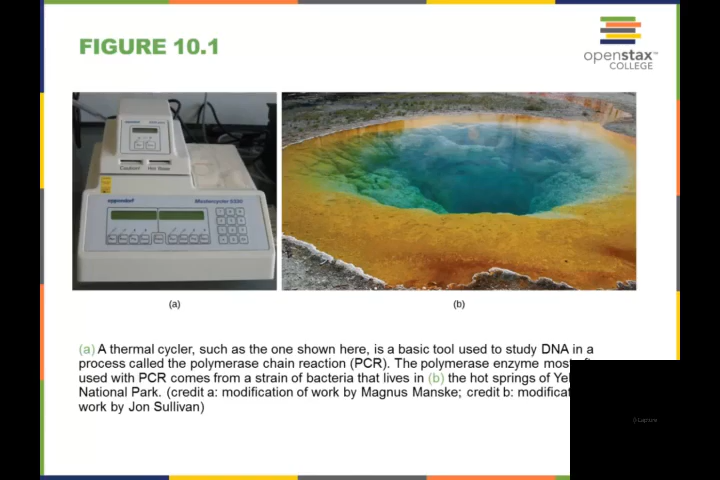 FIGURE 10.1
openstax™
COLLEGE
eppendorf
(a)
(b)
(a) A thermal cycler, such as the one shown here, is a basic tool used to study DNA in a
process called the polymerase chain reaction (PCR). The polymerase enzyme most
used with PCR comes from a strain of bacteria that lives in (b) the hot springs of
National Park. (credit a: modification of work by Magnus Manske; credit b:
work by Jon Sullivan)